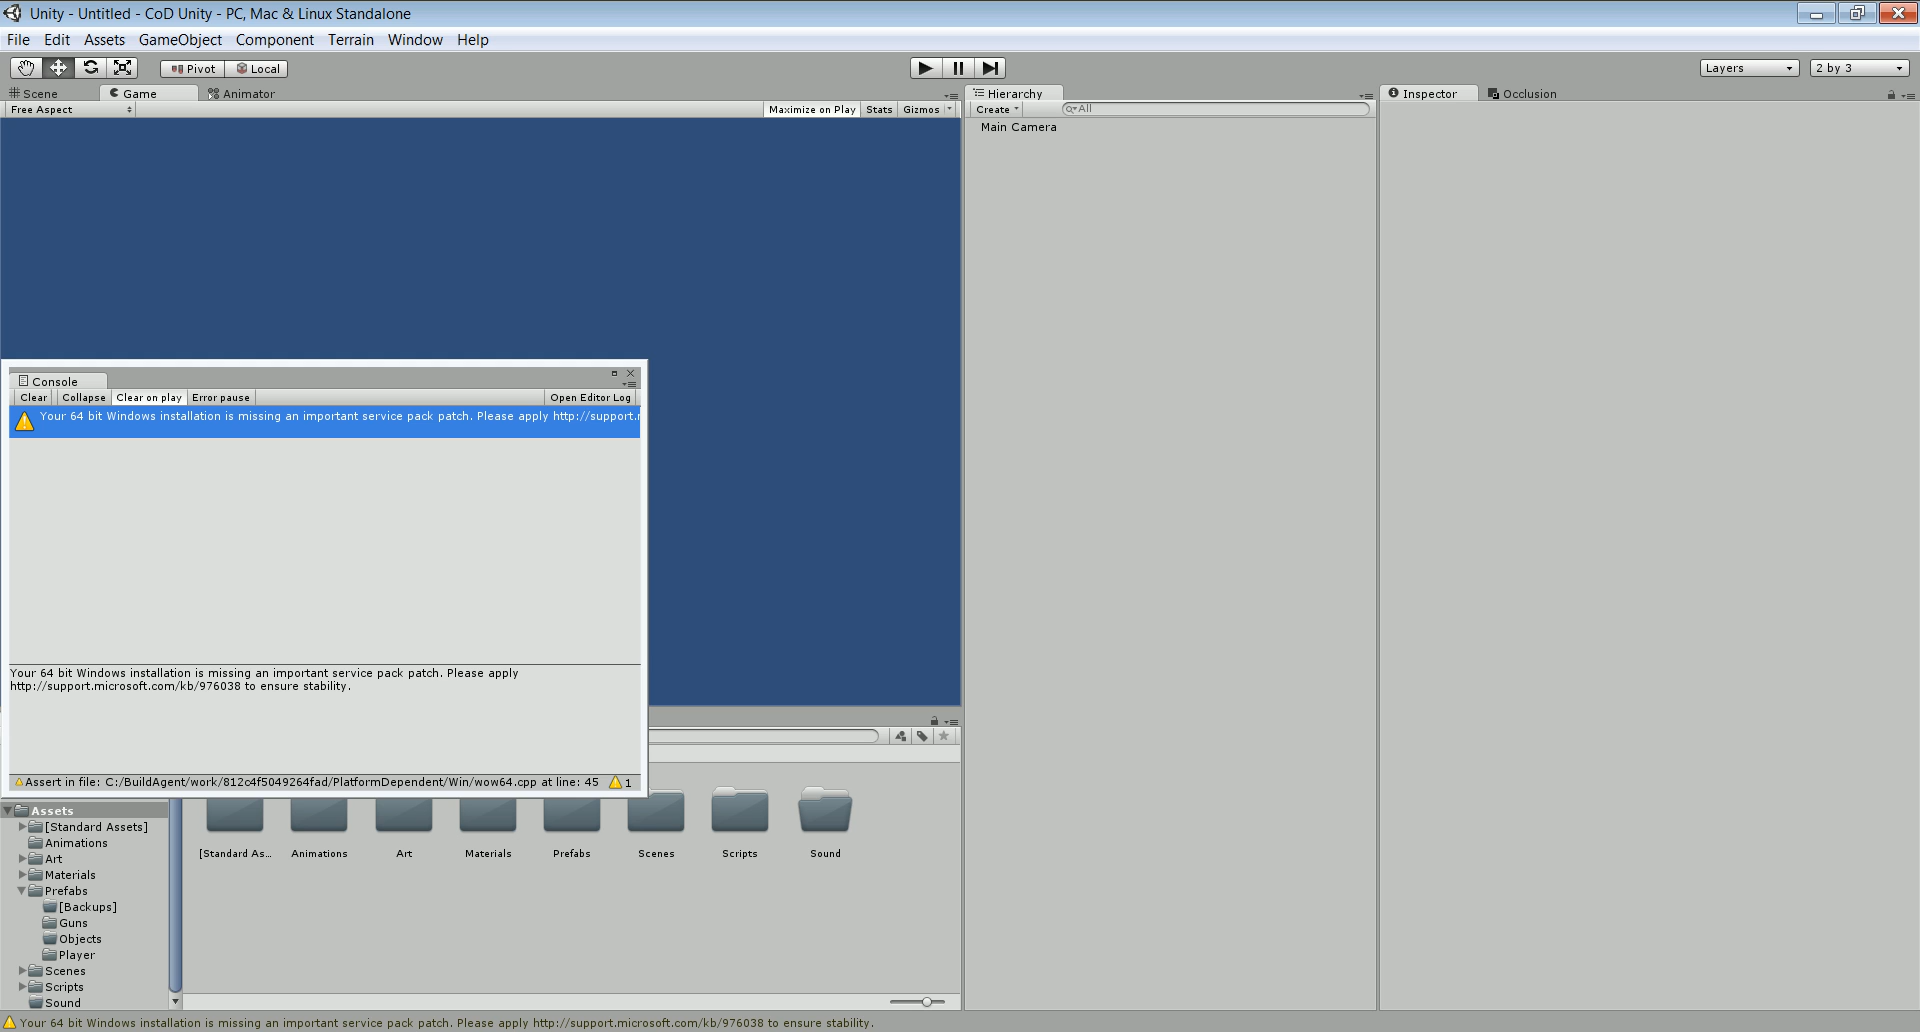 Unity - Untitled - CoD Unity - PC, Mac & Linux Standalone
File Edit Assets GameObject Component Terrain Window Help
Pivot Local Layers 2 by 3
Scene Game Animator
Free Aspect Maximize on Play Stats Gizmos
Hierarchy
Create All
Main Camera
Inspector Occlusion
Console
Clear Collapse Clear on play Error pause Open Editor Log
Your 64 bit Windows installation is missing an important service pack patch. Please apply http://support.
Your 64 bit Windows installation is missing an important service pack patch. Please apply
http://support.microsoft.com/kb/976038 to ensure stability.
Assert in file: C:/BuildAgent/work/812c4f5049264fad/PlatformDependent/Win/wow64.cpp at line: 45 1
Assets
[Standard Assets]
Animations
Art
Materials
Prefabs
[Backups]
Guns
Objects
Player
Scenes
Scripts
Sound
[Standard As... Animations Art Materials Prefabs Scenes Scripts Sound
Your 64 bit Windows installation is missing an important service pack patch. Please apply http://support.microsoft.com/kb/976038 to ensure stability.